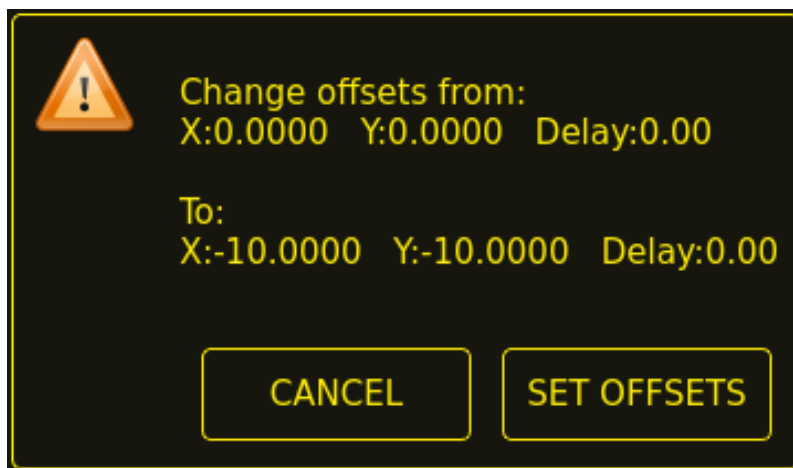 Change offsets from:
X:0.0000 Y:0.0000 Delay:0.00
To:
X:-10.0000 Y:-10.0000 Delay:0.00
CANCEL SET OFFSETS